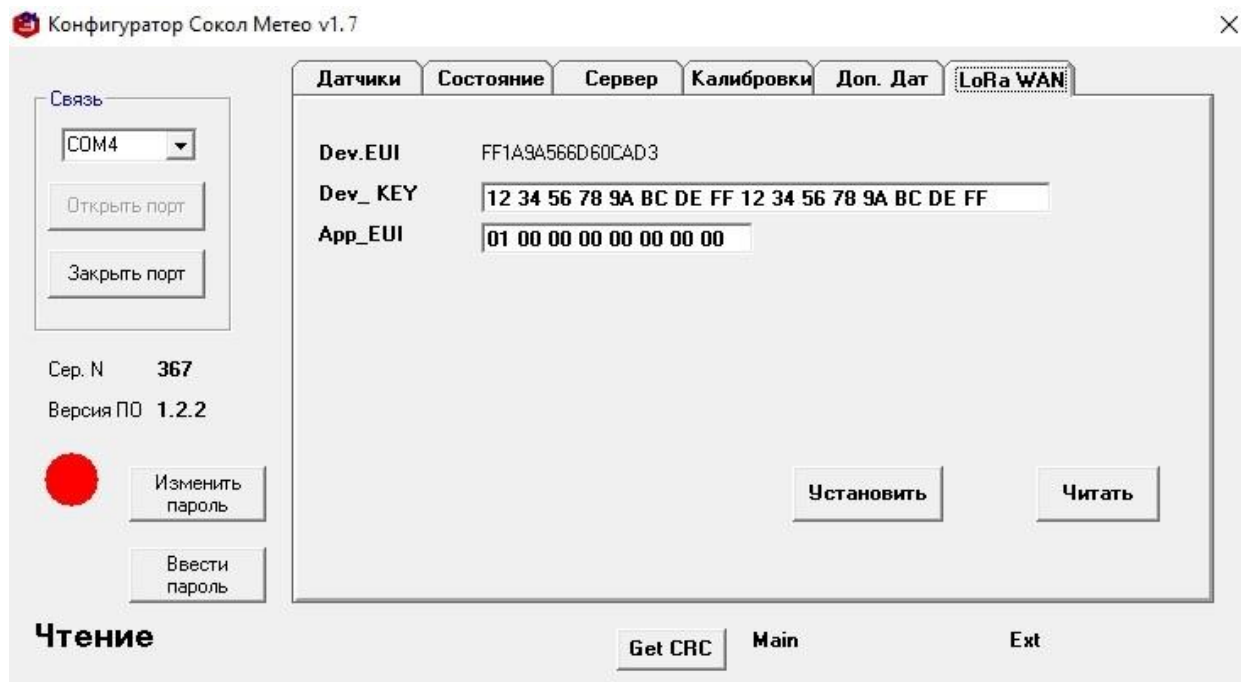 Конфигуратор Сокол Метео v1.7
Датчики Состояние Сервер Калибровки Доп. Дат LoRa WAN
Связь
COM4
Открыть порт
Закрыть порт
Dev.EUI FF1A9A566D60CAD3
Dev_ KEY 12 34 56 78 9A BC DE FF 12 34 56 78 9A BC DE FF
App_EUI 01 00 00 00 00 00 00 00
Сер. N 367
Версия ПО 1.2.2
Изменить
пароль
Установить Читать
Ввести
пароль
Чтение
Get CRC Main Ext